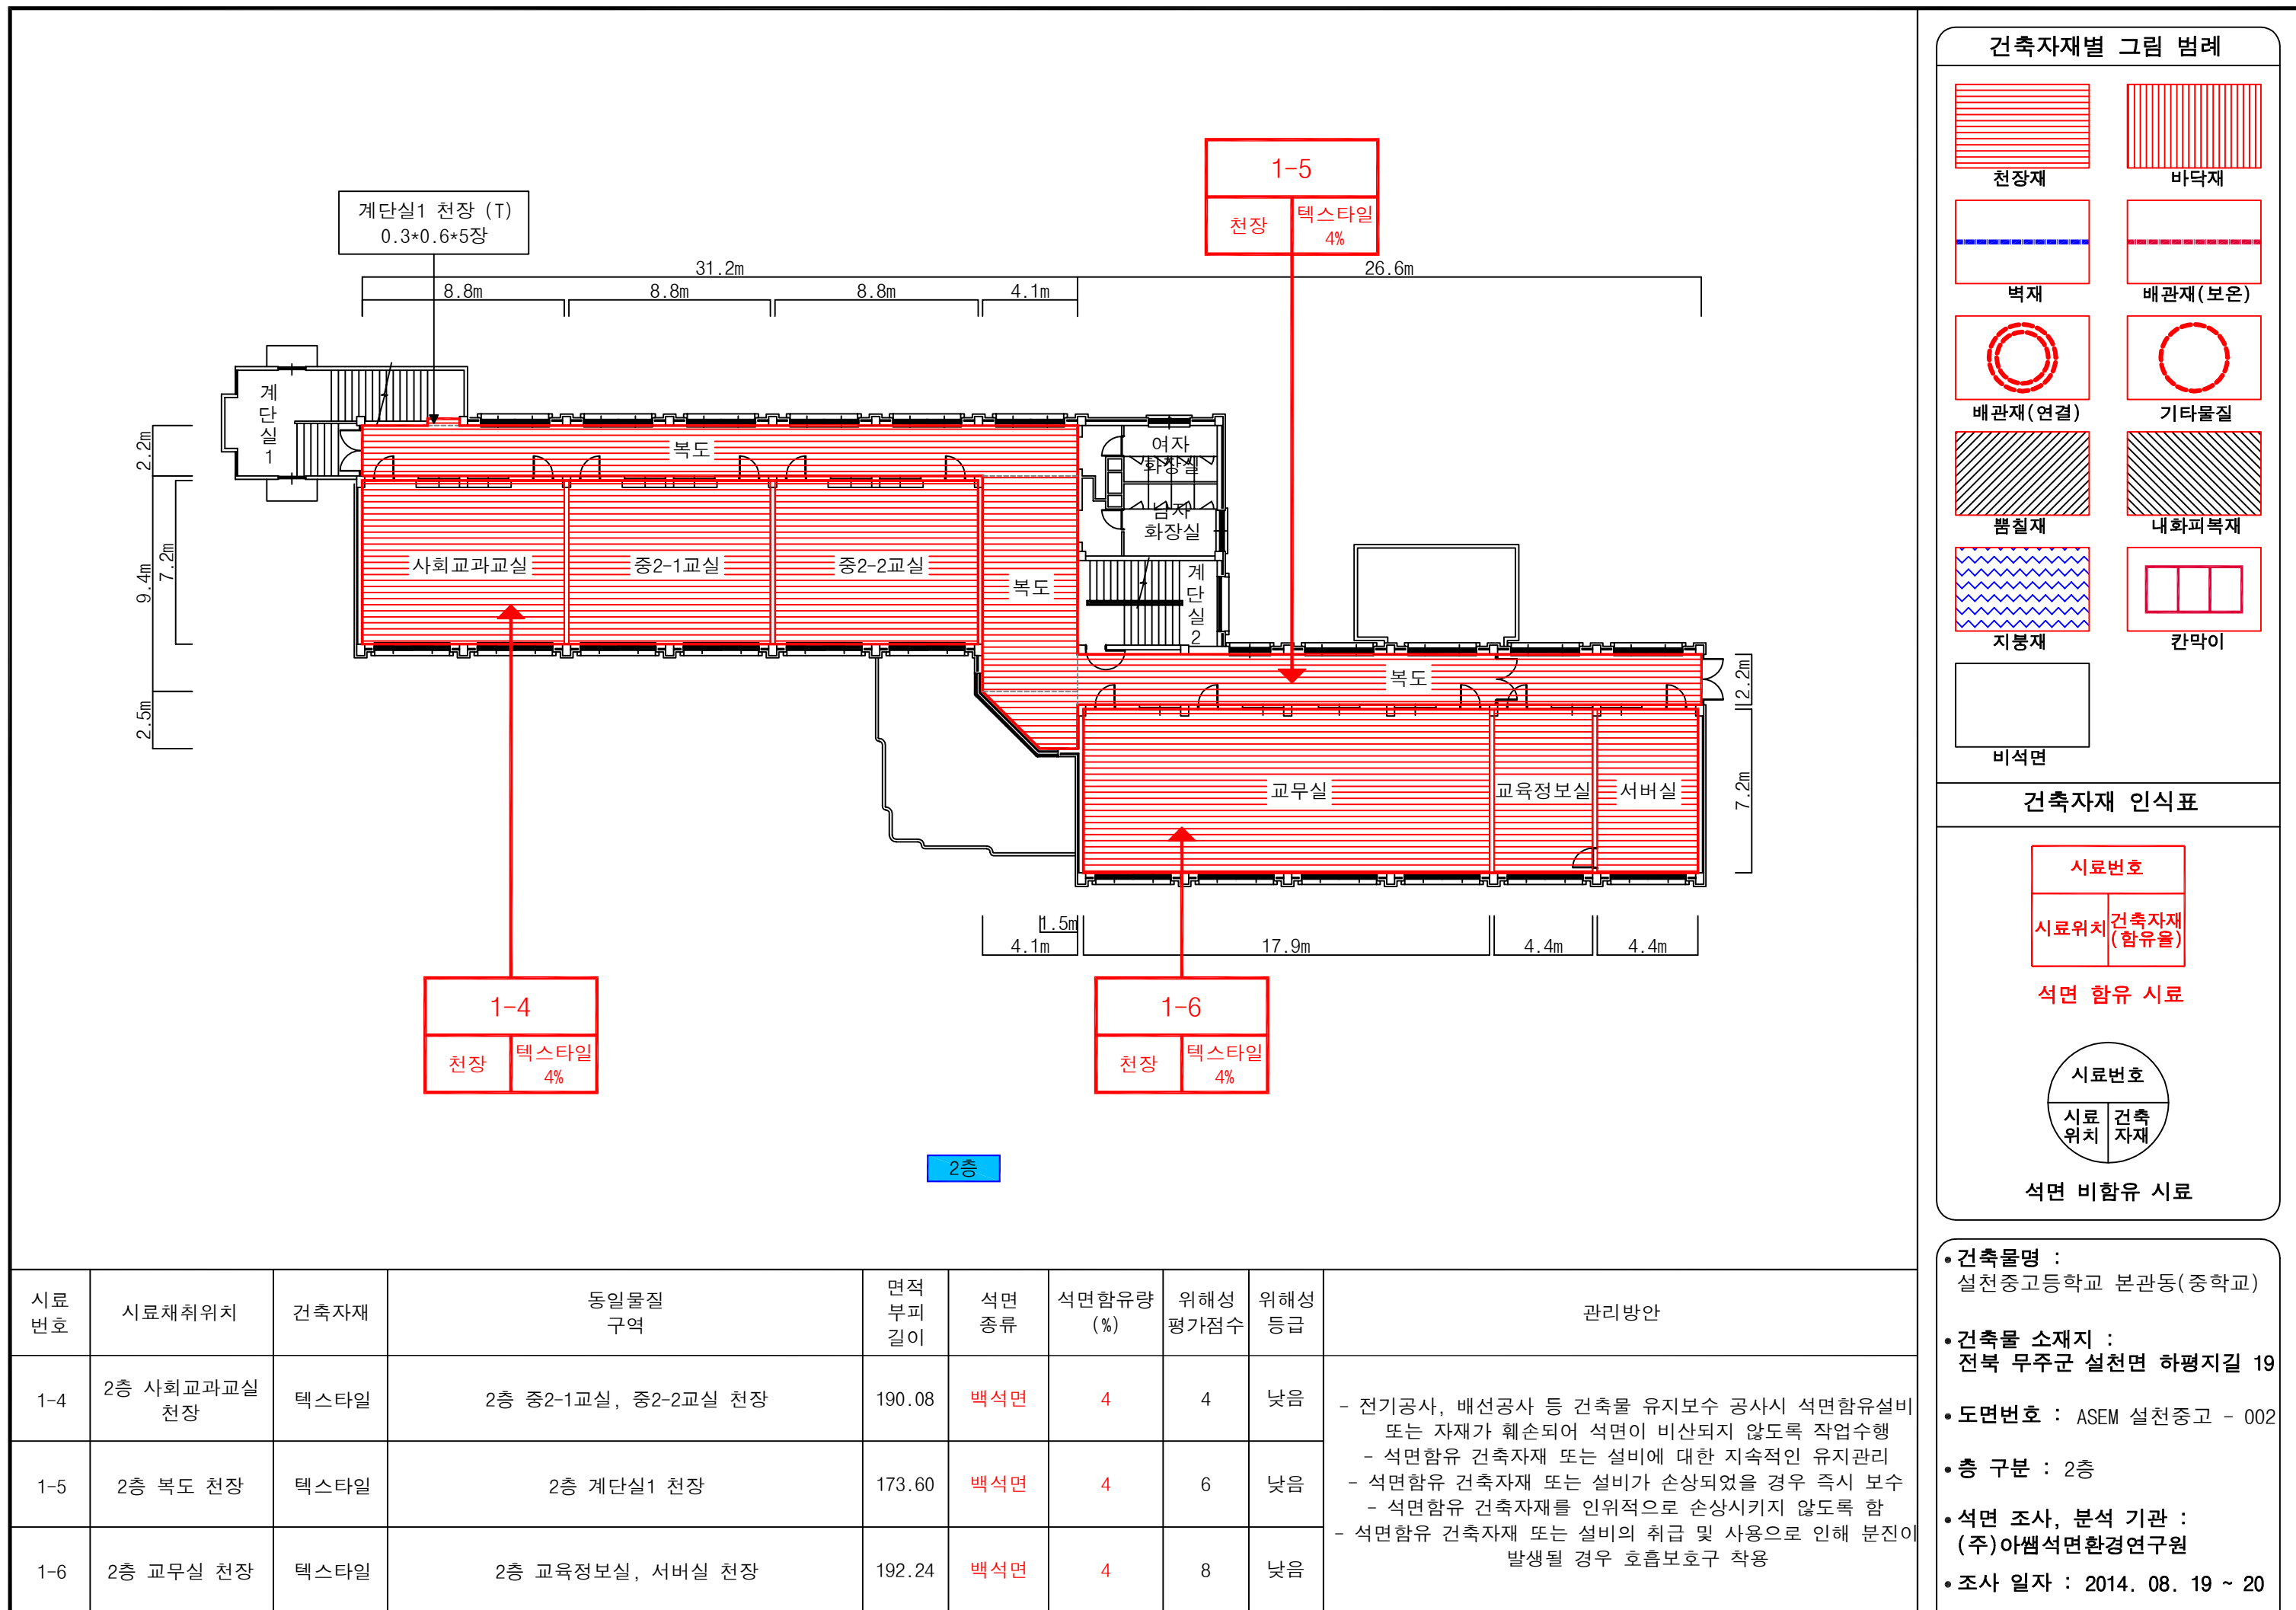 계단실1 천장 (T)
0.3*0.6*5장
1-5
천장
텍스타일
4%
31.2m
26.6m
8.8m
8.8m
8.8m
4.1m
2.2m
9.4m
7.2m
2.5m
계
단
실
1
복도
여자
화장실
남자
화장실
사회교과교실
중2-1교실
중2-2교실
복도
계
단
실
2
복도
2.2m
7.2m
교무실
교육정보실
서버실
1.5m
4.1m
17.9m
4.4m
4.4m
1-4
천장
텍스타일
4%
1-6
천장
텍스타일
4%
2층
시료
번호
시료채취위치
건축자재
동일물질
구역
면적
부피
길이
석면
종류
석면함유량
(%)
위해성
평가점수
위해성
등급
관리방안
1-4
2층 사회교과교실
천장
텍스타일
2층 중2-1교실, 중2-2교실 천장
190.08
백석면
4
4
낮음
1-5
2층 복도 천장
텍스타일
2층 계단실1 천장
173.60
백석면
4
6
낮음
1-6
2층 교무실 천장
텍스타일
2층 교육정보실, 서버실 천장
192.24
백석면
4
8
낮음
- 전기공사, 배선공사 등 건축물 유지보수 공사시 석면함유설비
또는 자재가 훼손되어 석면이 비산되지 않도록 작업수행
- 석면함유 건축자재 또는 설비에 대한 지속적인 유지관리
- 석면함유 건축자재 또는 설비가 손상되었을 경우 즉시 보수
- 석면함유 건축자재를 인위적으로 손상시키지 않도록 함
- 석면함유 건축자재 또는 설비의 취급 및 사용으로 인해 분진이
발생될 경우 호흡보호구 착용
건축자재별 그림 범례
천장재
바닥재
벽재
배관재(보온)
배관재(연결)
기타물질
뿜칠재
내화피복재
지붕재
칸막이
비석면
건축자재 인식표
시료번호
시료위치
건축자재
(함유율)
석면 함유 시료
시료번호
시료
위치
건축
자재
석면 비함유 시료
• 건축물명 :
설천중고등학교 본관동(중학교)
• 건축물 소재지 :
전북 무주군 설천면 하평지길 19
• 도면번호 : ASEM 설천중고 - 002
• 층 구분 : 2층
• 석면 조사, 분석 기관 :
(주)아쌤석면환경연구원
• 조사 일자 : 2014. 08. 19 ~ 20